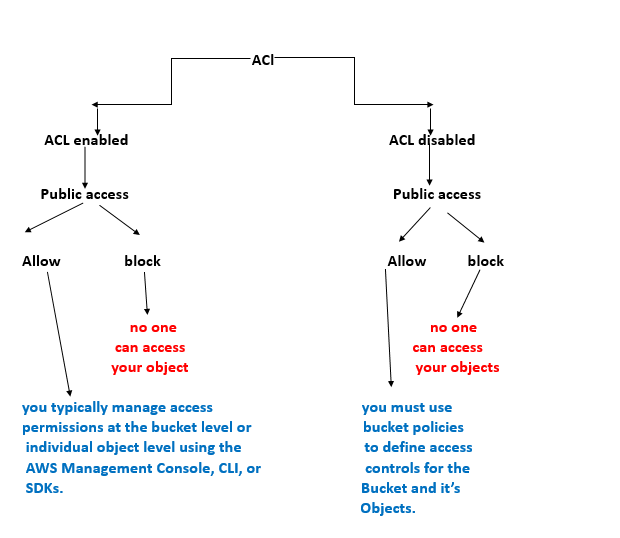 ACl
ACL enabled
ACL disabled
Public access
Public access
Allow
block
Allow
block
no one
can access
your object
no one
can access
your objects
you typically manage access
permissions at the bucket level or
individual object level using the
AWS Management Console, CLI, or
SDKs.
you must use
bucket policies
to define access
controls for the
Bucket and it’s
Objects.